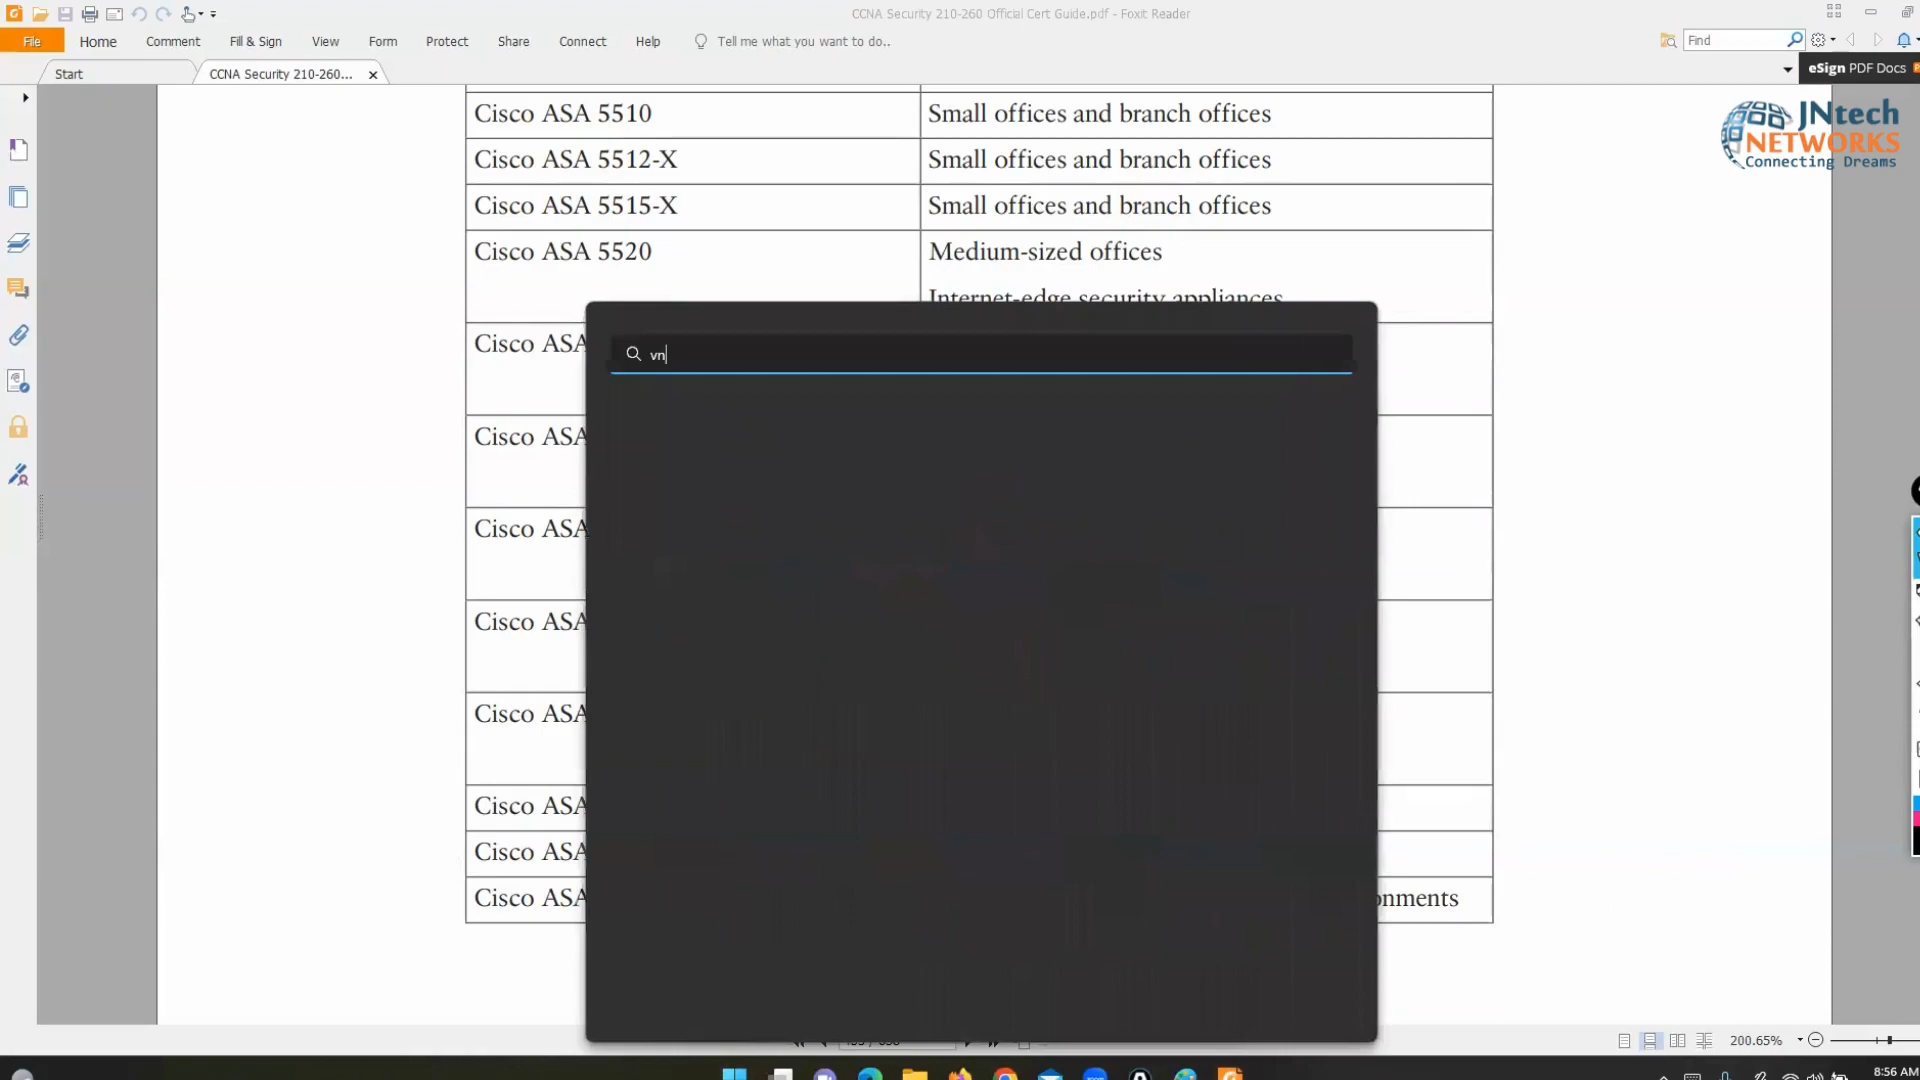 CCNA Security 210-260 Official Cert Guide.pdf - Foxit Reader
File Home Comment Fill & Sign View Form Protect Share Connect Help Tell me what you want to do.. Find
Start CCNA Security 210-260... eSign PDF Docs
JNtech
NETWORKS
Connecting Dreams
Cisco ASA 5510 Small offices and branch offices
Cisco ASA 5512-X Small offices and branch offices
Cisco ASA 5515-X Small offices and branch offices
Cisco ASA 5520 Medium-sized offices
Internet-edge security appliances
vn
Cisco ASA
Cisco ASA
Cisco ASA
Cisco ASA
Cisco ASA
Cisco ASA
Cisco ASA
Cisco ASA onments
200.65%
8:56 AM